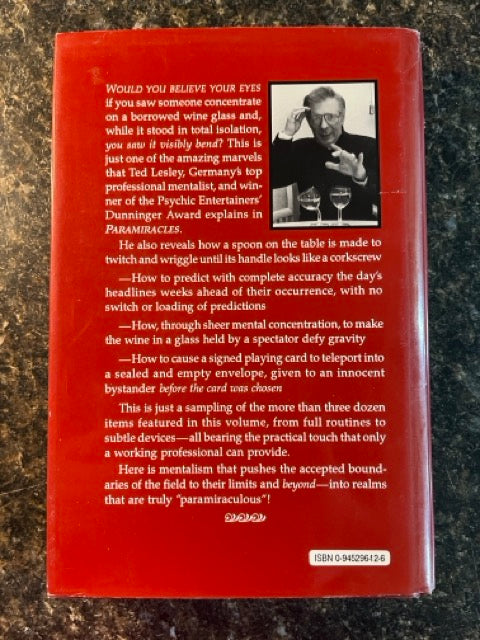 WOULD YOU BELIEVE YOUR EYES
if you saw someone concentrate
on a borrowed wine glass and,
while it stood in total isolation,
you saw it visibly bend? This is
just one of the amazing marvels
that Ted Lesley, Germany's top
professional mentalist, and win-
ner of the Psychic Entertainers'
Dunninger Award explains in
PARAMIRACLES.
He also reveals how a spoon on the table is made to
twitch and wriggle until its handle looks like a corkscrew
—How to predict with complete accuracy the day's
headlines weeks ahead of their occurrence, with no
switch or loading of predictions
—How, through sheer mental concentration, to make
the wine in a glass held by a spectator defy gravity
—How to cause a signed playing card to teleport into
a sealed and empty envelope, given to an innocent
bystander before the card was chosen
This is just a sampling of the more than three dozen
items featured in this volume, from full routines to
subtle devices—all bearing the practical touch that only
a working professional can provide.
Here is mentalism that pushes the accepted bound-
aries of the field to their limits and beyond—into realms
that are truly "paramiraculous"!
ISBN 0-945296-12-6